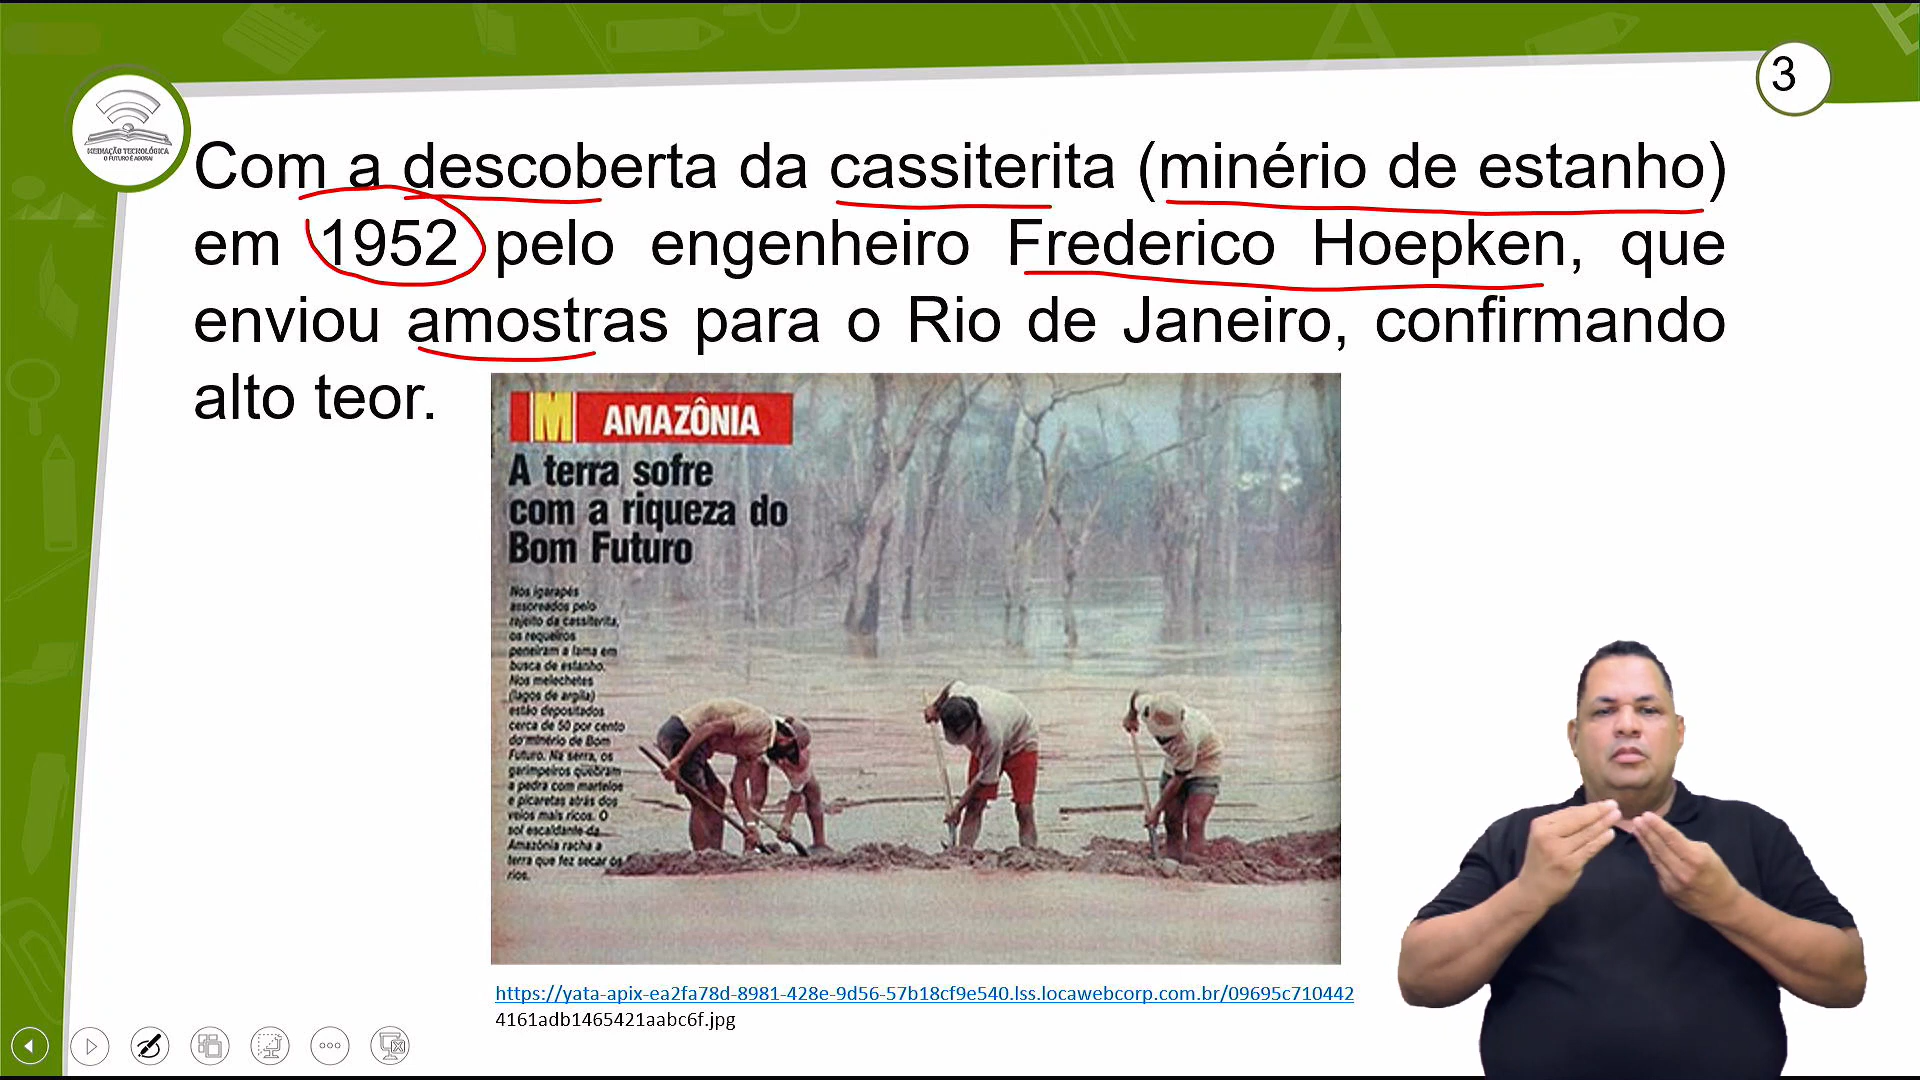 3
MEDIAÇÃO TECNOLÓGICA
O FUTURO É AGORA!
Com a descoberta da cassiterita (minério de estanho)
em 1952 pelo engenheiro Frederico Hoepken, que
enviou amostras para o Rio de Janeiro, confirmando
alto teor.
M AMAZÔNIA
A terra sofre
com a riqueza do
Bom Futuro
Nos igarapés
assoreados pelo
rejeito da cassiterita,
os requeiros
peneiram a lama em
busca de estanho.
Nos melechetes
(lagos de argila)
estão depositados
cerca de 50 por cento
do minério de Bom
Futuro. Na serra, os
garimpeiros quebram
a pedra com martelos
e picaretas atrás dos
veios mais ricos. O
sol escaldante da
Amazônia racha a
terra que fez secar os
rios.
https://yata-apix-ea2fa78d-8981-428e-9d56-57b18cf9e540.lss.locawebcorp.com.br/09695c710442
4161adb1465421aabc6f.jpg